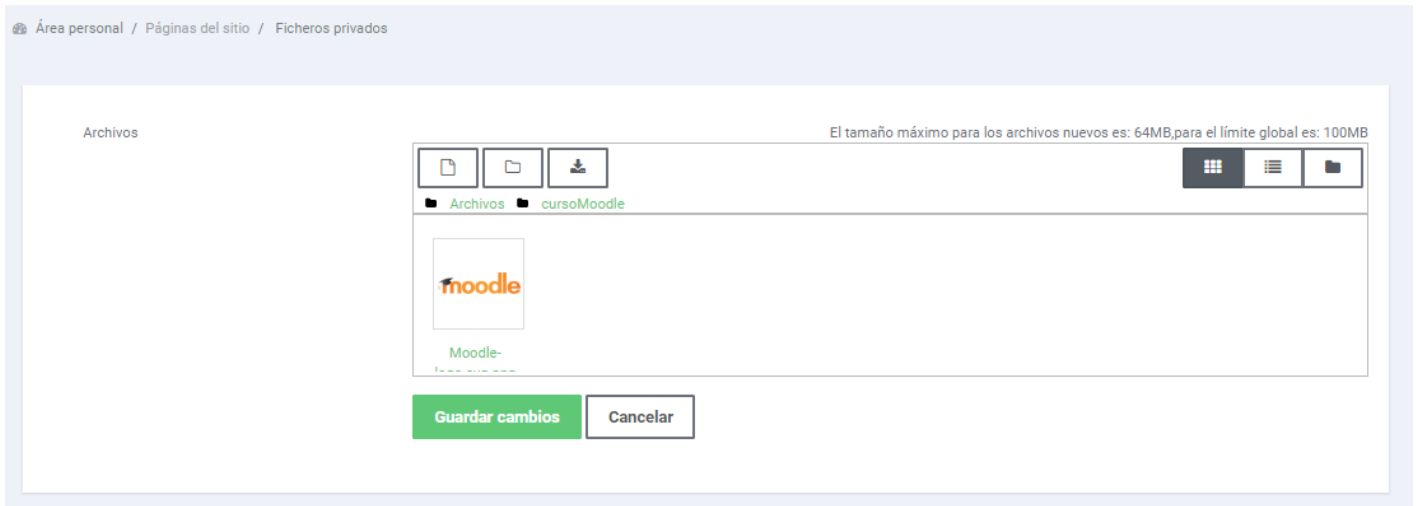 Área personal / Páginas del sitio / Ficheros privados
Archivos
El tamaño máximo para los archivos nuevos es: 64MB,para el límite global es: 100MB
Archivos cursoMoodle
moodle
Moodle-
Guardar cambios Cancelar